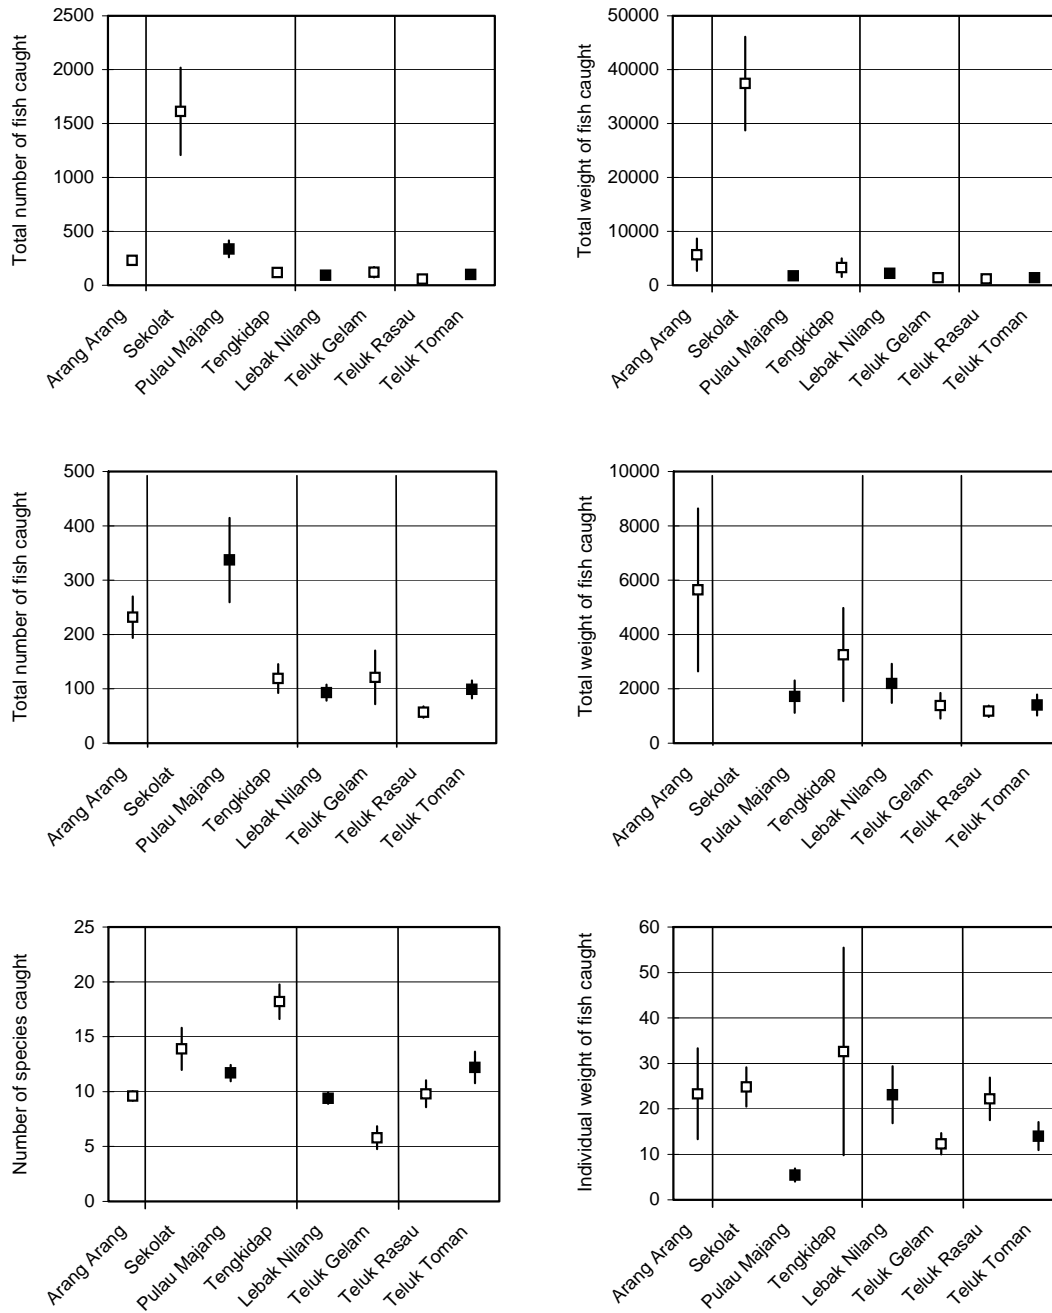 Total number of fish caught
2500
2000
1500
1000
500
0
Arang Arang
Sekolat
Pulau Majang
Tengkidap
Lebak Nilang
Teluk Gelam
Teluk Rasau
Teluk Toman
Total weight of fish caught
50000
40000
30000
20000
10000
0
Arang Arang
Sekolat
Pulau Majang
Tengkidap
Lebak Nilang
Teluk Gelam
Teluk Rasau
Teluk Toman
Total number of fish caught
500
400
300
200
100
0
Arang Arang
Sekolat
Pulau Majang
Tengkidap
Lebak Nilang
Teluk Gelam
Teluk Rasau
Teluk Toman
Total weight of fish caught
10000
8000
6000
4000
2000
0
Arang Arang
Sekolat
Pulau Majang
Tengkidap
Lebak Nilang
Teluk Gelam
Teluk Rasau
Teluk Toman
Number of species caught
25
20
15
10
5
0
Arang Arang
Sekolat
Pulau Majang
Tengkidap
Lebak Nilang
Teluk Gelam
Teluk Rasau
Teluk Toman
Individual weight of fish caught
60
50
40
30
20
10
0
Arang Arang
Sekolat
Pulau Majang
Tengkidap
Lebak Nilang
Teluk Gelam
Teluk Rasau
Teluk Toman